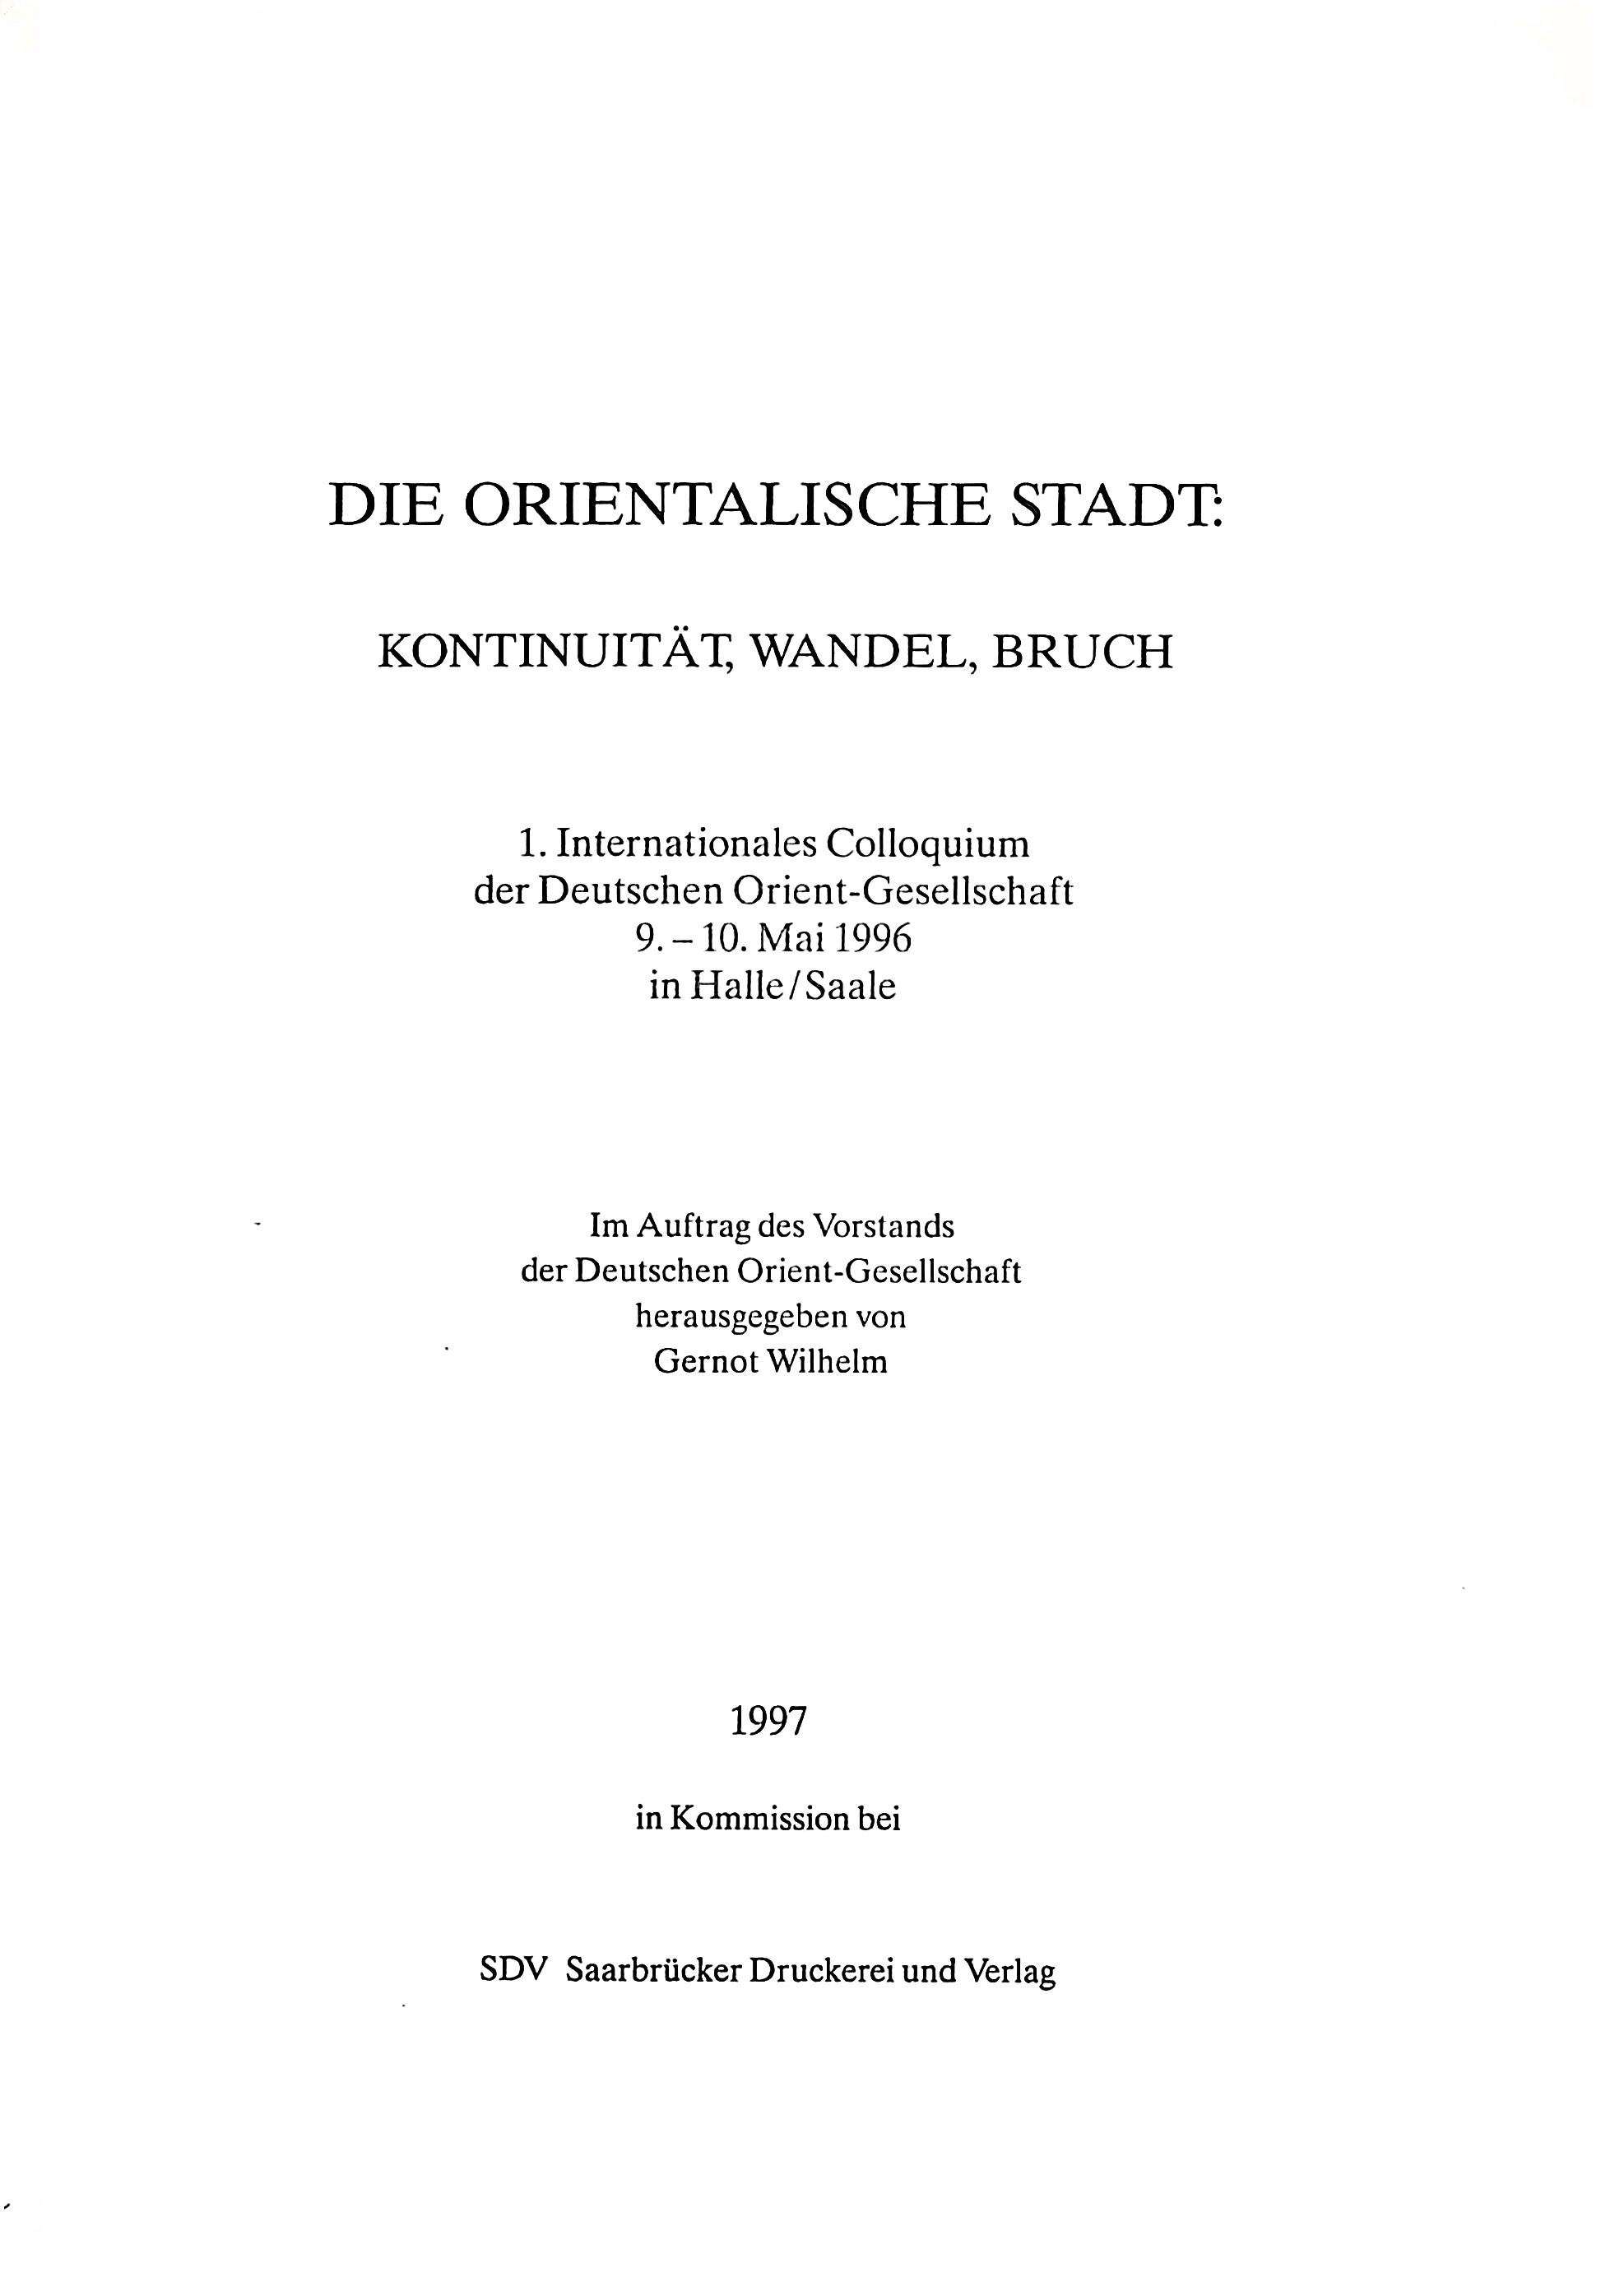 DIE ORIENTALISCHE STADT:
KONTINUITÄT, WANDEL, BRUCH
1. Internationales Colloquium
der Deutschen Orient-Gesellschaft
9. – 10. Mai 1996
in Halle/Saale
Im Auftrag des Vorstands
der Deutschen Orient-Gesellschaft
herausgegeben von
Gernot Wilhelm
1997
in Kommission bei
SDV Saarbrücker Druckerei und Verlag